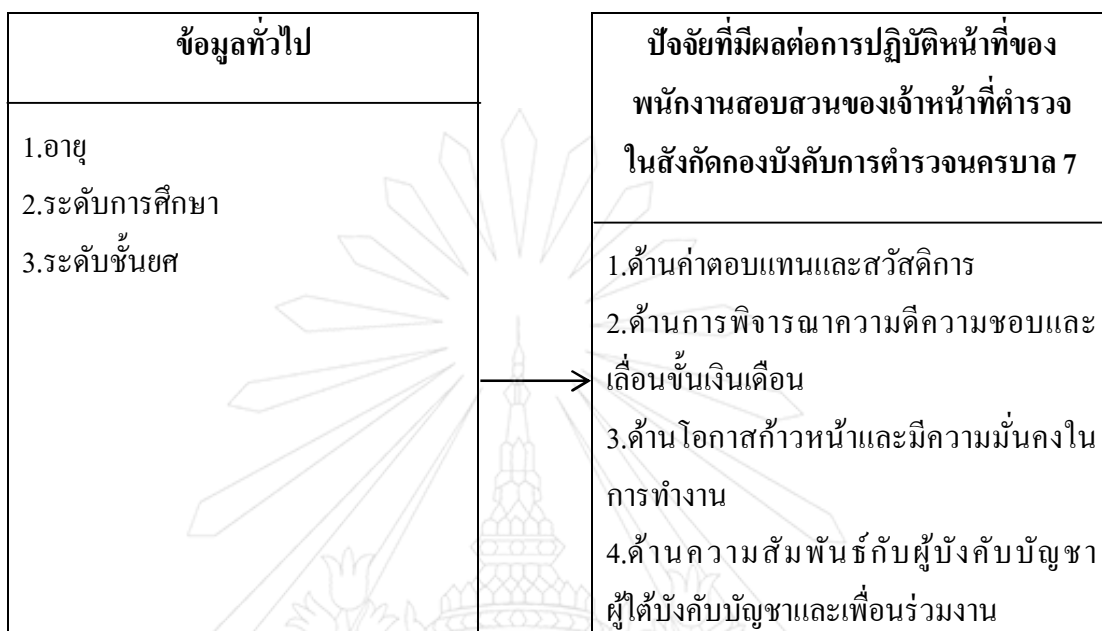 ข้อมูลทั่วไป
1.อายุ
2.ระดับการศึกษา
3.ระดับชั้นยศ
ปัจจัยที่มีผลต่อการปฏิบัติหน้าที่ของ
พนักงานสอบสวนของเจ้าหน้าที่ตำรวจ
ในสังกัดกองบังคับการตำรวจนครบาล 7
1.ด้านค่าตอบแทนและสวัสดิการ
2.ด้านการพิจารณาความดีความชอบและ
เลื่อนขั้นเงินเดือน
3.ด้านโอกาสก้าวหน้าและมีความมั่นคงใน
การทำงาน
4.ด้านความสัมพันธ์กับผู้บังคับบัญชา
ผู้ใต้บังคับบัญชาและเพื่อนร่วมงาน